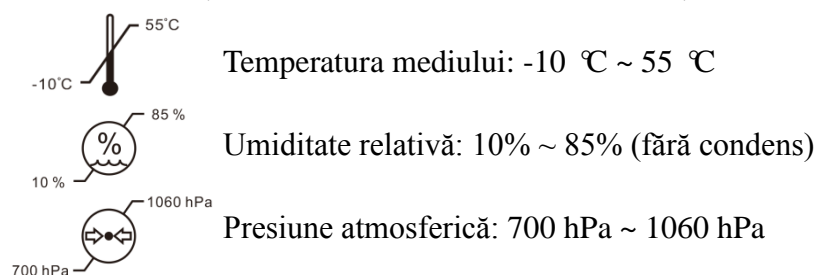 55°C
-10°C
Temperatura mediului: -10 ℃ ~ 55 ℃
85 %
%
10 %
Umiditate relativă: 10% ~ 85% (fără condens)
1060 hPa
700 hPa
Presiune atmosferică: 700 hPa ~ 1060 hPa